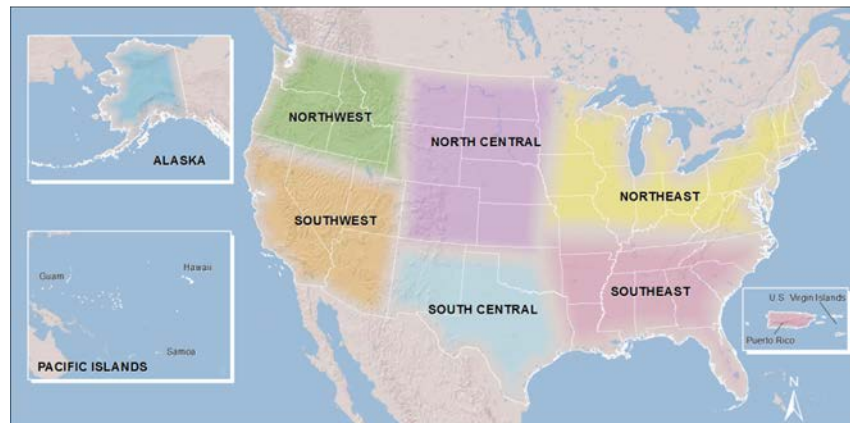 ALASKA
NORTHWEST
NORTH CENTRAL
NORTHEAST
SOUTHWEST
SOUTH CENTRAL
SOUTHEAST
Guam
Hawaii
Samoa
PACIFIC ISLANDS
U.S. Virgin Islands
Puerto Rico
N